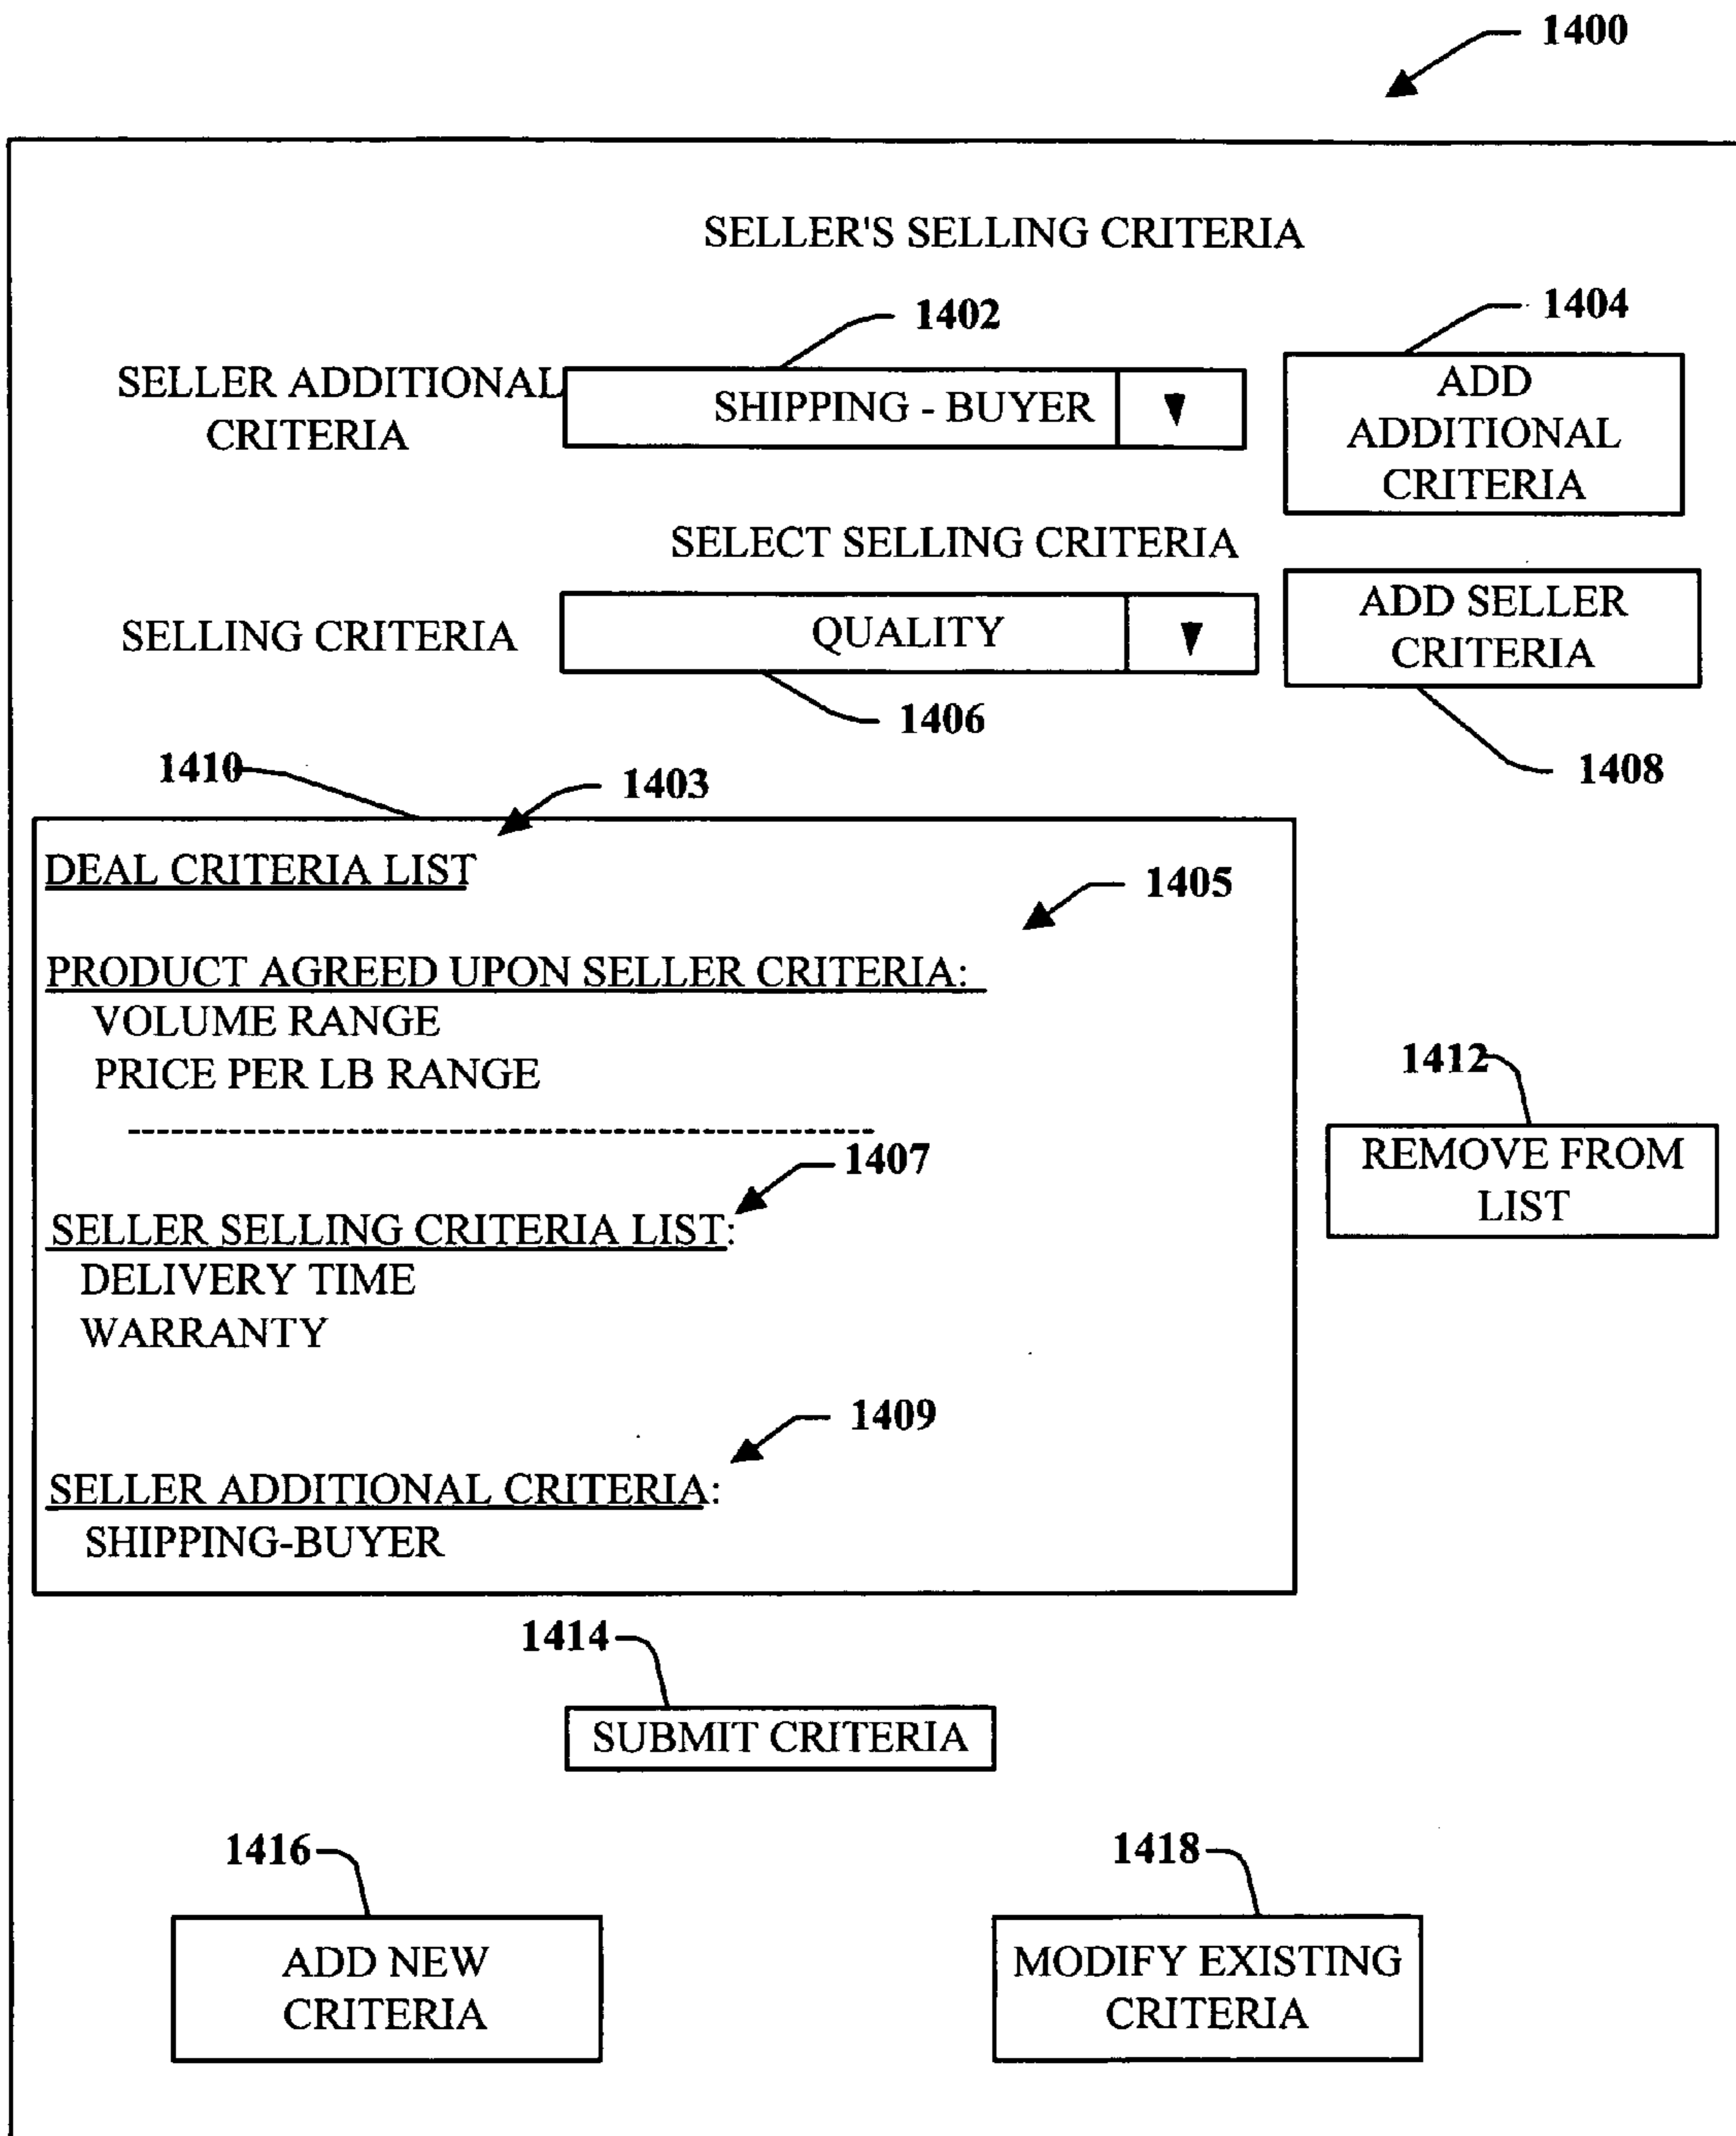 1400
SELLER'S SELLING CRITERIA
1402
1404
SELLER ADDITIONAL
CRITERIA
SHIPPING - BUYER
ADD
ADDITIONAL
CRITERIA
SELECT SELLING CRITERIA
SELLING CRITERIA
QUALITY
ADD SELLER
CRITERIA
1406
1408
1410
1403
DEAL CRITERIA LIST
1405
PRODUCT AGREED UPON SELLER CRITERIA:
VOLUME RANGE
PRICE PER LB RANGE
1412
REMOVE FROM
LIST
1407
SELLER SELLING CRITERIA LIST:
DELIVERY TIME
WARRANTY
1409
SELLER ADDITIONAL CRITERIA:
SHIPPING-BUYER
1414
SUBMIT CRITERIA
1416
1418
ADD NEW
CRITERIA
MODIFY EXISTING
CRITERIA